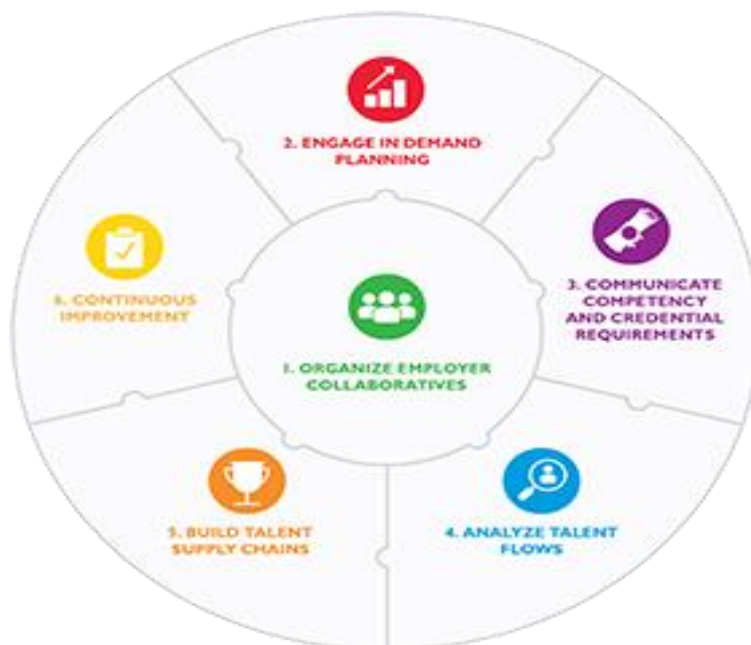 1. ORGANIZE EMPLOYER
COLLABORATIVES
2. ENGAGE IN DEMAND
PLANNING
3. COMMUNICATE
COMPETENCY
AND CREDENTIAL
REQUIREMENTS
4. ANALYZE TALENT
FLOWS
5. BUILD TALENT
SUPPLY CHAINS
6. CONTINUOUS
IMPROVEMENT